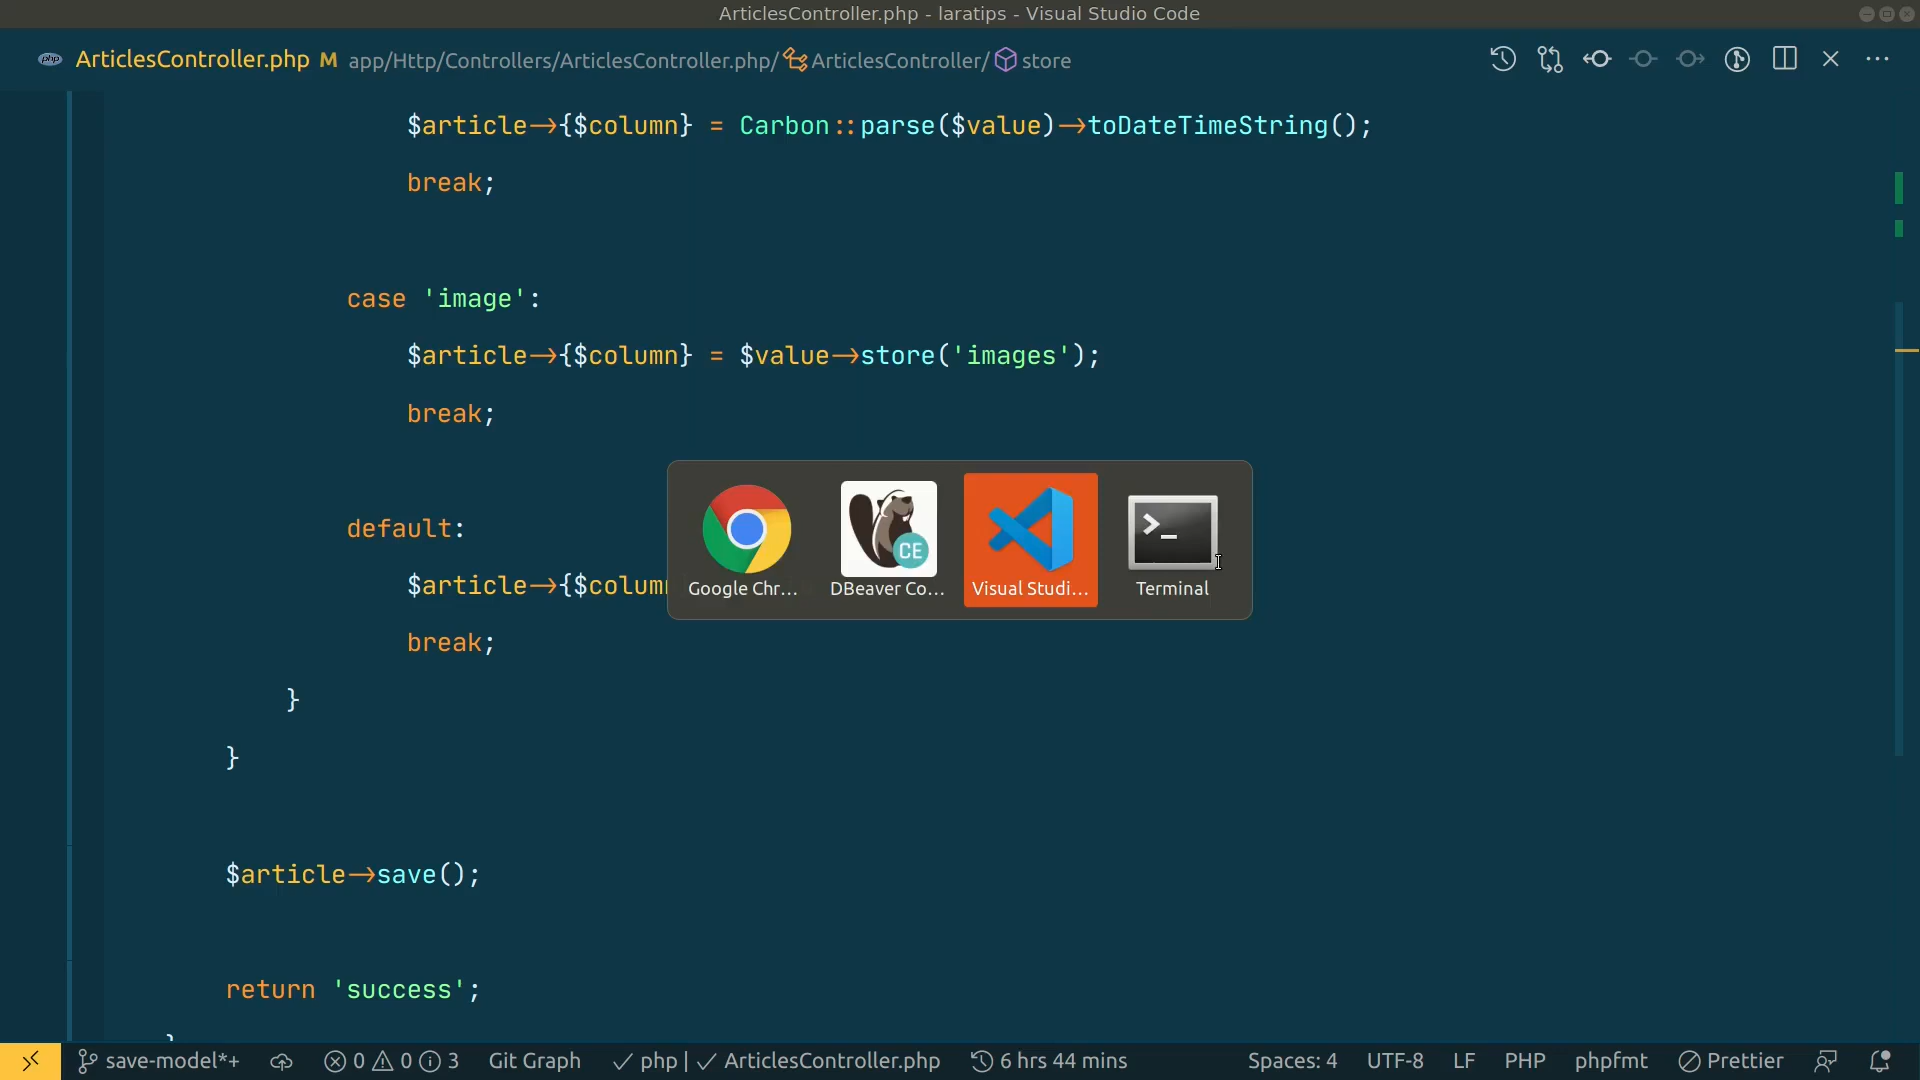 ArticlesController.php - laratips - Visual Studio Code
php ArticlesController.php M app/Http/Controllers/ArticlesController.php/ ArticlesController/ store
$article->{$column} = Carbon::parse($value)->toDateTimeString();
break;
case 'image':
$article->{$column} = $value->store('images');
break;
default:
$article->{$column
break;
}
}
$article->save();
return 'success';
}
CE
Google Chr... DBeaver Co... Visual Studi... Terminal
save-model*+ 0 0 3 Git Graph ✓ php | ✓ ArticlesController.php 6 hrs 44 mins Spaces: 4 UTF-8 LF PHP phpfmt Prettier